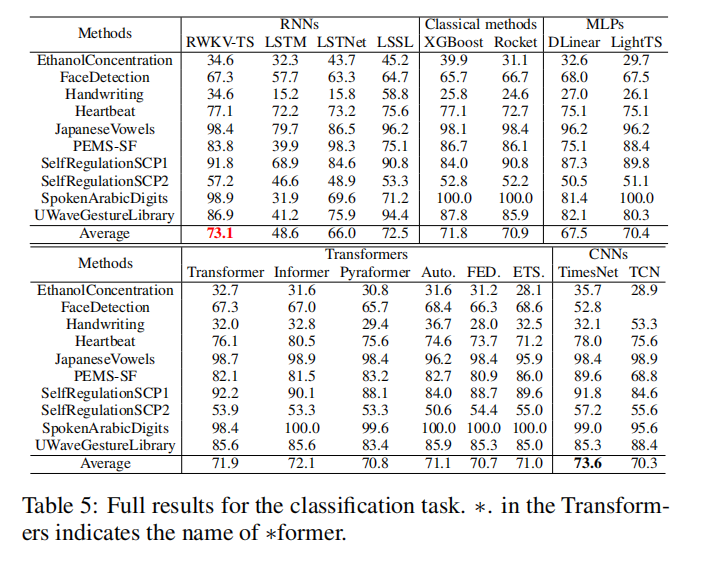 Methods RNNs Classical methods MLPs
RWKV-TS LSTM LSTNet LSSL XGBoost Rocket DLinear LightTS
EthanolConcentration 34.6 32.3 43.7 45.2 39.9 31.1 32.6 29.7
FaceDetection 67.3 57.7 63.3 64.7 65.7 66.7 68.0 67.5
Handwriting 34.6 15.2 15.8 58.8 25.8 24.6 27.0 26.1
Heartbeat 77.1 72.2 73.2 75.6 77.1 72.7 75.1 75.1
JapaneseVowels 98.4 79.7 86.5 96.2 98.1 98.4 96.2 96.2
PEMS-SF 83.8 39.9 98.3 75.1 86.7 86.1 75.1 88.4
SelfRegulationSCP1 91.8 68.9 84.6 90.8 84.0 90.8 87.3 89.8
SelfRegulationSCP2 57.2 46.6 48.9 53.3 52.8 52.2 50.5 51.1
SpokenArabicDigits 98.9 31.9 69.6 71.2 100.0 100.0 81.4 100.0
UWaveGestureLibrary 86.9 41.2 75.9 94.4 87.8 85.9 82.1 80.3
Average 73.1 48.6 66.0 72.5 71.8 70.9 67.5 70.4
Methods Transformers CNNs
Transformer Informer Pyraformer Auto. FED. ETS. TimesNet TCN
EthanolConcentration 32.7 31.6 30.8 31.6 31.2 28.1 35.7 28.9
FaceDetection 67.3 67.0 65.7 68.4 66.3 68.6 52.8
Handwriting 32.0 32.8 29.4 36.7 28.0 32.5 32.1 53.3
Heartbeat 76.1 80.5 75.6 74.6 73.7 71.2 78.0 75.6
JapaneseVowels 98.7 98.9 98.4 96.2 98.4 95.9 98.4 98.9
PEMS-SF 82.1 81.5 83.2 82.7 80.9 86.0 89.6 68.8
SelfRegulationSCP1 92.2 90.1 88.1 84.0 88.7 89.6 91.8 84.6
SelfRegulationSCP2 53.9 53.3 53.3 50.6 54.4 55.0 57.2 55.6
SpokenArabicDigits 98.4 100.0 99.6 100.0 100.0 100.0 99.0 95.6
UWaveGestureLibrary 85.6 85.6 83.4 85.9 85.3 85.0 85.3 88.4
Average 71.9 72.1 70.8 71.1 70.7 71.0 73.6 70.3
Table 5: Full results for the classification task. ∗. in the Transform-
ers indicates the name of ∗former.